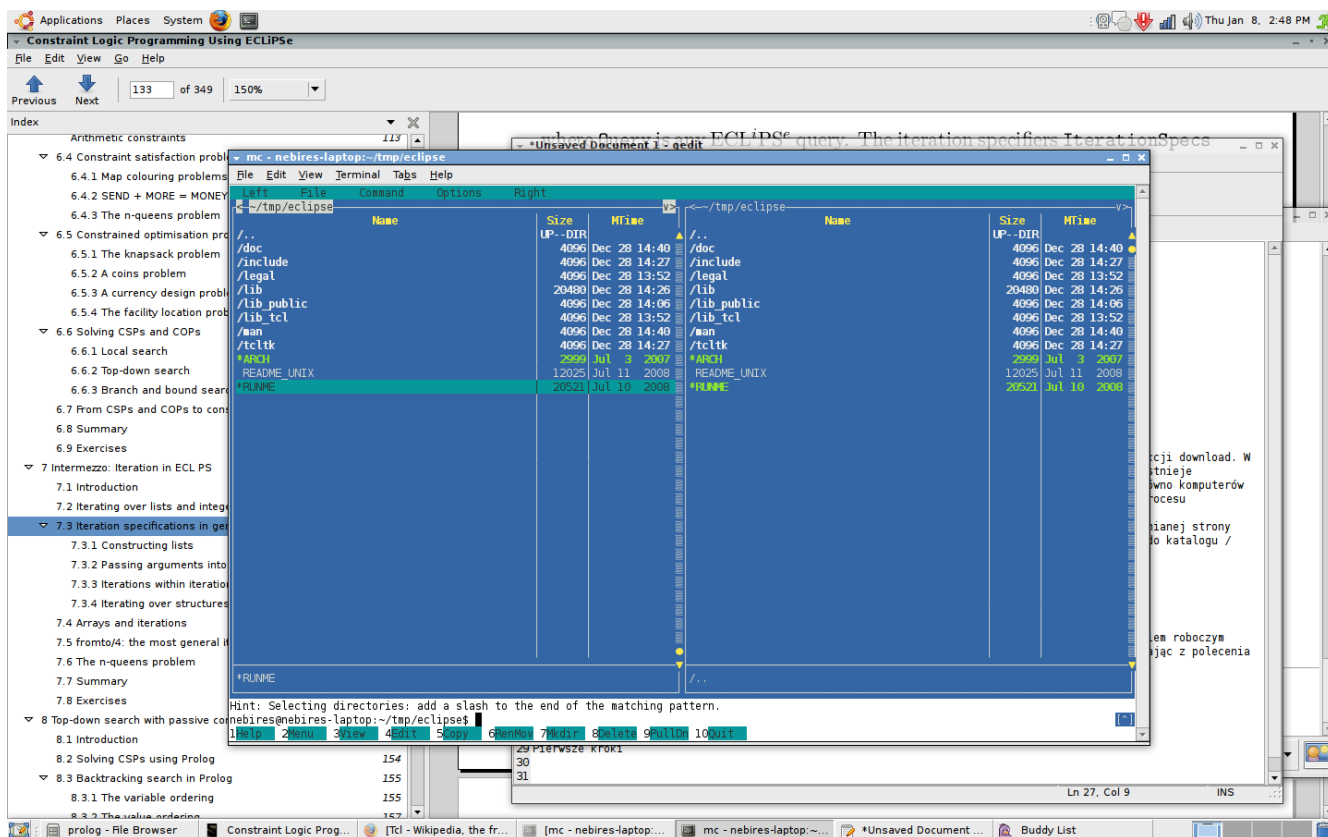 Applications Places System
Thu Jan 8, 2:48 PM
Constraint Logic Programming Using ECLiPSe
File Edit View Go Help
Previous Next 133 of 349 150%
Index
Arithmetic constraints 113
6.4 Constraint satisfaction probl
6.4.1 Map colouring problems
6.4.2 SEND + MORE = MONEY
6.4.3 The n-queens problem
6.5 Constrained optimisation pro
6.5.1 The knapsack problem
6.5.2 A coins problem
6.5.3 A currency design probl
6.5.4 The facility location prob
6.6 Solving CSPs and COPs
6.6.1 Local search
6.6.2 Top-down search
6.6.3 Branch and bound sear
6.7 From CSPs and COPs to cons
6.8 Summary
6.9 Exercises
7 Intermezzo: Iteration in ECL PS
7.1 Introduction
7.2 Iterating over lists and intege
7.3 Iteration specifications in gen
7.3.1 Constructing lists
7.3.2 Passing arguments into
7.3.3 Iterations within iteration
7.3.4 Iterating over structures
7.4 Arrays and iterations
7.5 fromto/4: the most general it
7.6 The n-queens problem
7.7 Summary
7.8 Exercises
8 Top-down search with passive con
8.1 Introduction
8.2 Solving CSPs using Prolog 154
8.3 Backtracking search in Prolog 155
8.3.1 The variable ordering 155
8.3.2 The value ordering 157
where Query is any ECLiPSe query. The iteration specifiers IterationSpecs
*Unsaved Document 1 - gedit
mc - nebires-laptop:~/tmp/eclipse
File Edit View Terminal Tabs Help
Left File Command Options Right
<-~/tmp/eclipse v> <-~/tmp/eclipse v>
Name Size MTime Name Size MTime
/.. UP--DIR /.. UP--DIR
/doc 4096 Dec 28 14:40 /doc 4096 Dec 28 14:40
/include 4096 Dec 28 14:27 /include 4096 Dec 28 14:27
/legal 4096 Dec 28 13:52 /legal 4096 Dec 28 13:52
/lib 20480 Dec 28 14:26 /lib 20480 Dec 28 14:26
/lib_public 4096 Dec 28 14:06 /lib_public 4096 Dec 28 14:06
/lib_tcl 4096 Dec 28 13:52 /lib_tcl 4096 Dec 28 13:52
/man 4096 Dec 28 14:40 /man 4096 Dec 28 14:40
/tcltk 4096 Dec 28 14:27 /tcltk 4096 Dec 28 14:27
*ARCH 2999 Jul 3 2007 *ARCH 2999 Jul 3 2007
README_UNIX 12025 Jul 11 2008 README_UNIX 12025 Jul 11 2008
*RUNME 20521 Jul 10 2008 *RUNME 20521 Jul 10 2008
*RUNME /..
Hint: Selecting directories: add a slash to the end of the matching pattern.
nebires@nebires-laptop:~/tmp/eclipse$ [^]
1Help 2Menu 3View 4Edit 5Copy 6RenMov 7Mkdir 8Delete 9PullDn 10Quit
cji download. W
stnieje
ówno komputerów
rocesu
nianej strony
do katalogu /
em roboczym
ając z polecenia
29 Pierwsze kroki
30
31
Ln 27, Col 9 INS
prolog - File Browser
Constraint Logic Prog...
[Tcl - Wikipedia, the fr...
[mc - nebires-laptop:...
mc - nebires-laptop:~...
*Unsaved Document ...
Buddy List